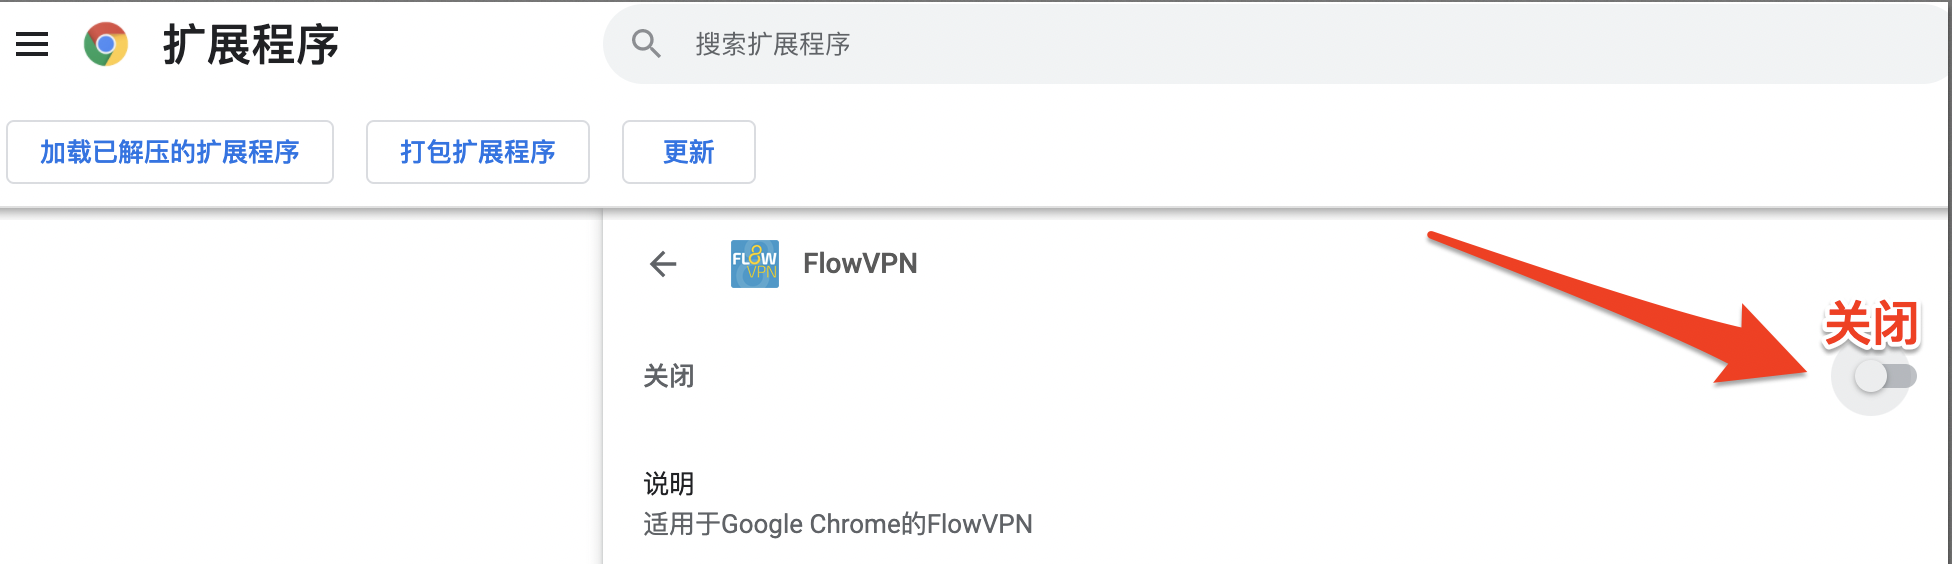 扩展程序
搜索扩展程序
加载已解压的扩展程序
打包扩展程序
更新
FLOW
VPN
FlowVPN
关闭
关闭
说明
适用于Google Chrome的FlowVPN